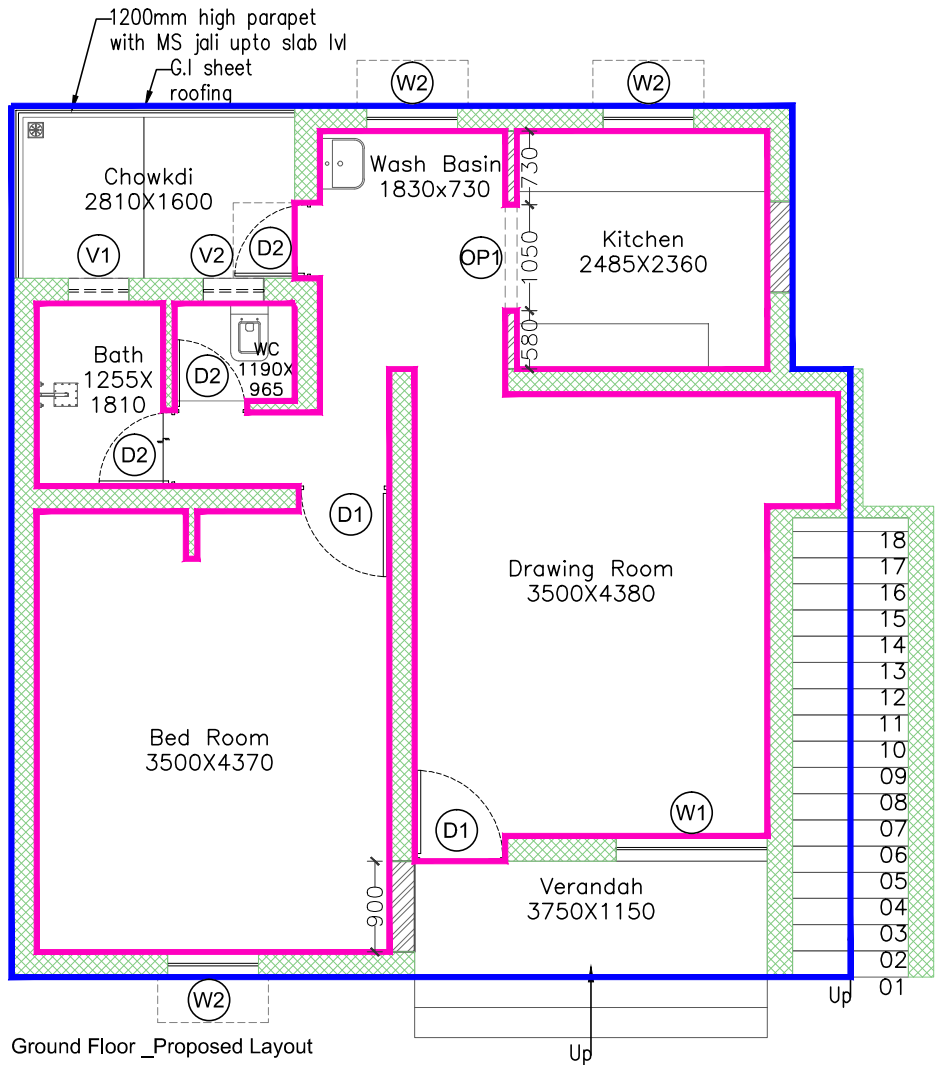 1200mm high parapet
with MS jali upto slab lvl
G.I sheet
roofing
W2
W2
Chowkdi
2810X1600
Wash Basin
1830x730
730
V1
V2
D2
OP1
1050
Kitchen
2485X2360
580
Bath
1255X
1810
WC
1190X
965
D2
D2
D1
Drawing Room
3500X4380
18
17
16
15
14
13
12
11
10
09
08
07
06
05
04
03
02
01
Bed Room
3500X4370
W1
D1
900
Verandah
3750X1150
W2
Up
Up
Ground Floor _Proposed Layout